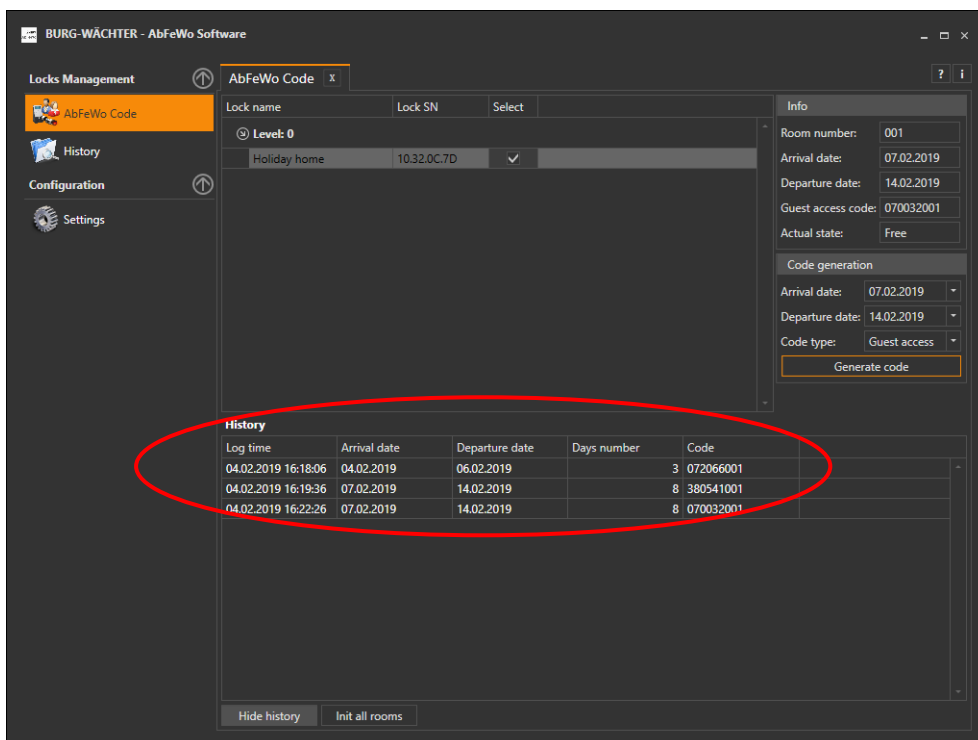 BURG-WÄCHTER - AbFeWo Software
Locks Management
AbFeWo Code
History
Configuration
Settings
AbFeWo Code x
? i
Lock name Lock SN Select
Level: 0
Holiday home 10.32.0C.7D
Info
Room number: 001
Arrival date: 07.02.2019
Departure date: 14.02.2019
Guest access code: 070032001
Actual state: Free
Code generation
Arrival date: 07.02.2019
Departure date: 14.02.2019
Code type: Guest access
Generate code
History
Log time Arrival date Departure date Days number Code
04.02.2019 16:18:06 04.02.2019 06.02.2019 3 072066001
04.02.2019 16:19:36 07.02.2019 14.02.2019 8 380541001
04.02.2019 16:22:26 07.02.2019 14.02.2019 8 070032001
Hide history Init all rooms